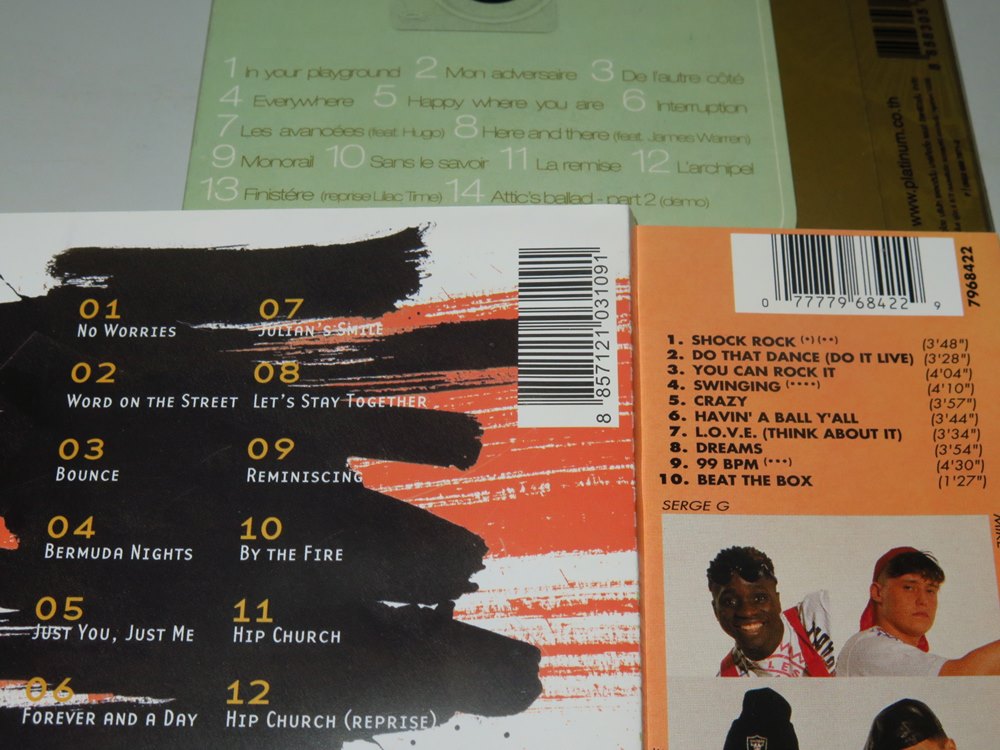 1 In your playground 2 Mon adversaire 3 De l'autre côté
4 Everywhere 5 Happy where you are 6 Interruption
7 Les avancées (feat. Hugo) 8 Here and there (feat. James Warren)
9 Monorail 10 Sans le savoir 11 La remise 12 L'archipel
13 Finistére (reprise Lilac Time) 14 Attic's ballad - part 2 (demo)
www.platinum.co.th
01 No Worries
02 Word on the Street
03 Bounce
04 Bermuda Nights
05 Just You, Just Me
06 Forever and a Day
07 Julian's Smile
08 Let's Stay Together
09 Reminiscing
10 By the Fire
11 Hip Church
12 Hip Church (reprise)
8 857121 031091
0 77779 68422 9
7968422
1. SHOCK ROCK (*)(**) (3'48")
2. DO THAT DANCE (DO IT LIVE) (3'28")
3. YOU CAN ROCK IT (4'04")
4. SWINGING (****) (4'10")
5. CRAZY (3'57")
6. HAVIN' A BALL Y'ALL (3'44")
7. L.O.V.E. (THINK ABOUT IT) (3'34")
8. DREAMS (3'54")
9. 99 BPM (***) (4'30")
10. BEAT THE BOX (1'27")
SERGE G